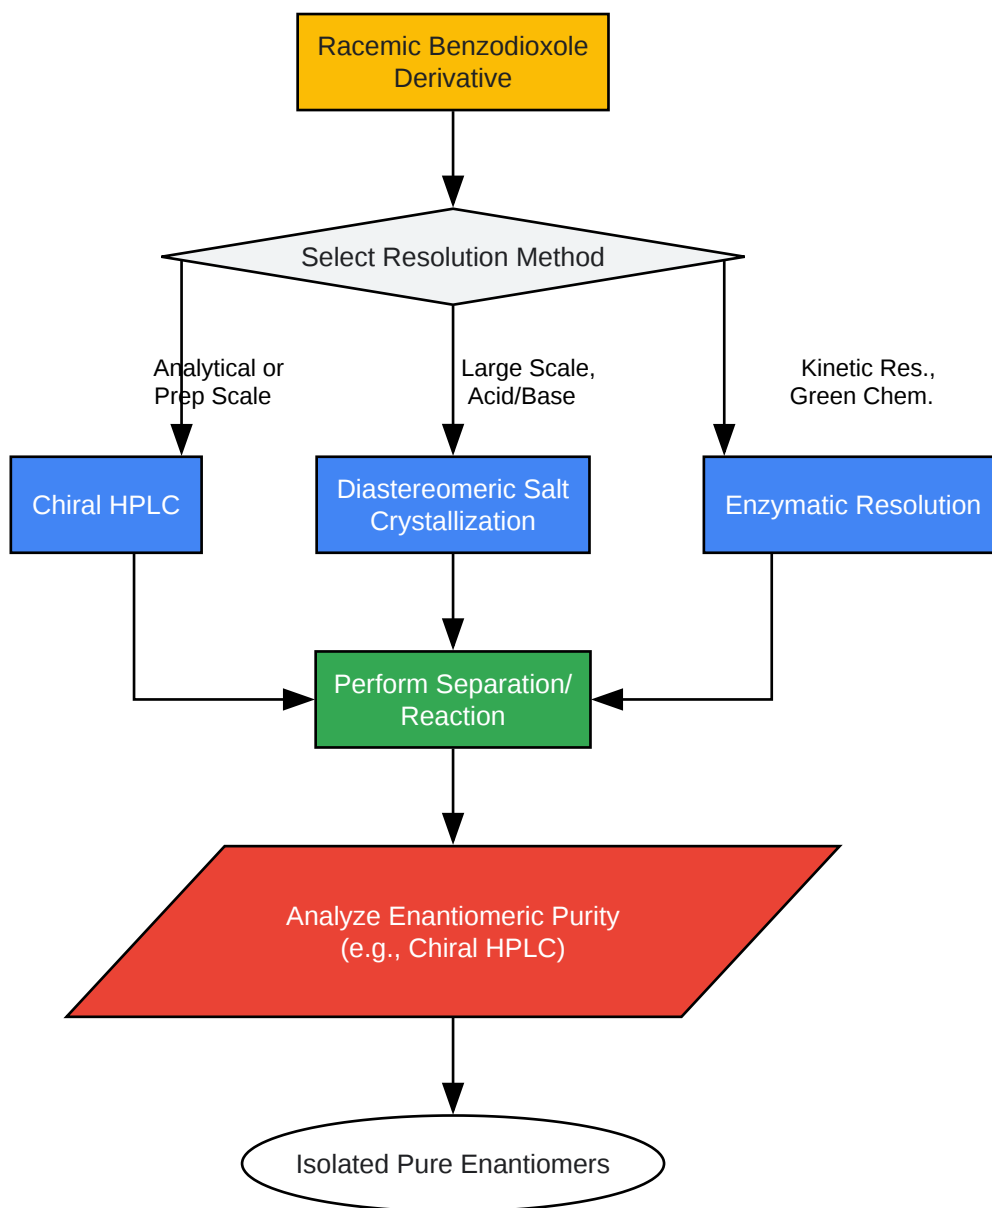 Racemic Benzodioxole
Derivative
Select Resolution Method
Analytical or
Prep Scale
Large Scale,
Acid/Base
Kinetic Res.,
Green Chem.
Chiral HPLC
Diastereomeric Salt
Crystallization
Enzymatic Resolution
Perform Separation/
Reaction
Analyze Enantiomeric Purity
(e.g., Chiral HPLC)
Isolated Pure Enantiomers